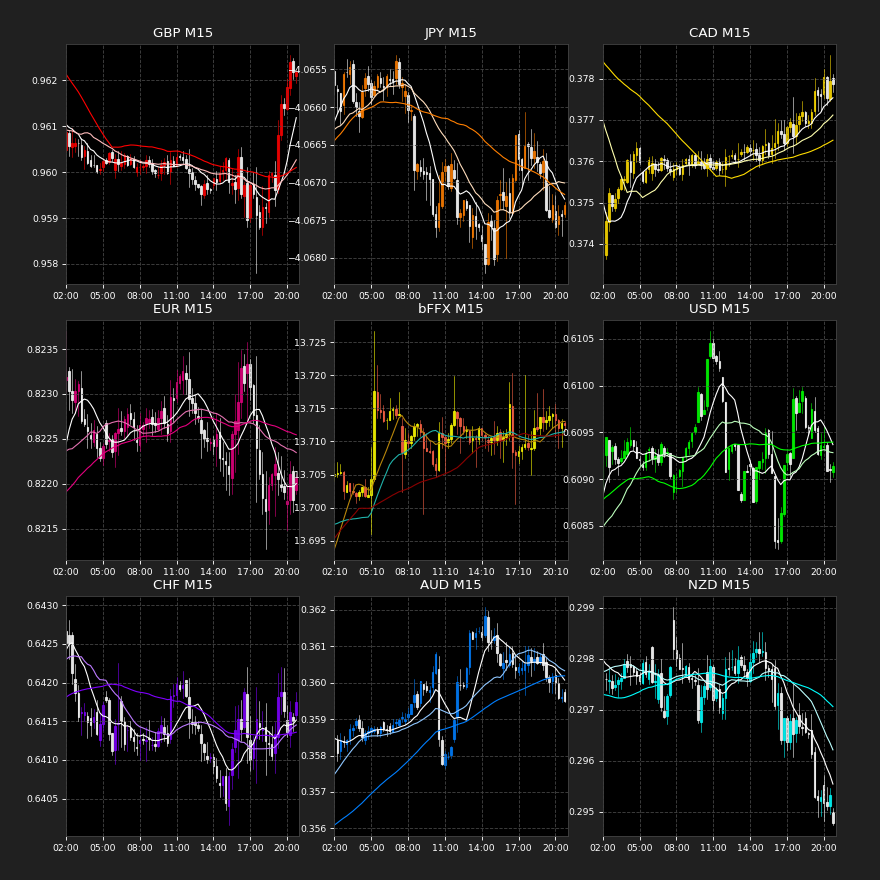 GBP M15
0.962
0.961
0.960
0.959
0.958
02:00 05:00 08:00 11:00 14:00 17:00 20:00
JPY M15
−4.0655
−4.0660
−4.0665
−4.0670
−4.0675
−4.0680
02:00 05:00 08:00 11:00 14:00 17:00 20:00
CAD M15
0.378
0.377
0.376
0.375
0.374
02:00 05:00 08:00 11:00 14:00 17:00 20:00
EUR M15
0.8235
0.8230
0.8225
0.8220
0.8215
02:00 05:00 08:00 11:00 14:00 17:00 20:00
bFFX M15
13.725
13.720
13.715
13.710
13.705
13.700
13.695
02:10 05:10 08:10 11:10 14:10 17:10 20:10
USD M15
0.6105
0.6100
0.6095
0.6090
0.6085
02:00 05:00 08:00 11:00 14:00 17:00 20:00
CHF M15
0.6430
0.6425
0.6420
0.6415
0.6410
0.6405
02:00 05:00 08:00 11:00 14:00 17:00 20:00
AUD M15
0.362
0.361
0.360
0.359
0.358
0.357
0.356
02:00 05:00 08:00 11:00 14:00 17:00 20:00
NZD M15
0.299
0.298
0.297
0.296
0.295
02:00 05:00 08:00 11:00 14:00 17:00 20:00